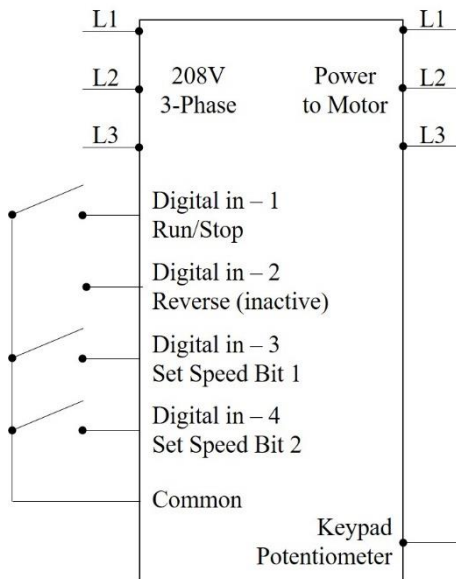 L1
L1
L2
208V
3-Phase
Power
to Motor
L2
L3
L3
Digital in – 1
Run/Stop
Digital in – 2
Reverse (inactive)
Digital in – 3
Set Speed Bit 1
Digital in – 4
Set Speed Bit 2
Common
Keypad
Potentiometer